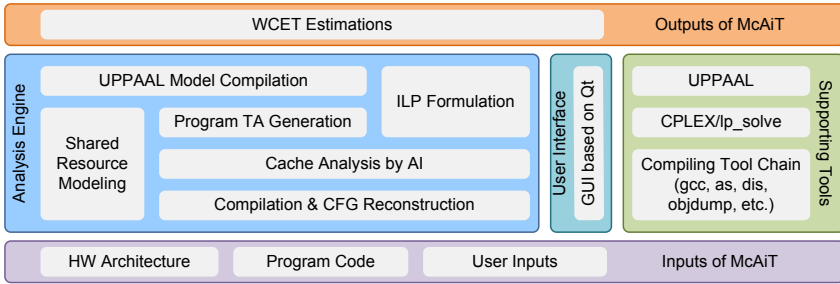 WCET Estimations
Outputs of McAiT
Analysis Engine
UPPAAL Model Compilation
ILP Formulation
Shared
Resource
Modeling
Program TA Generation
Cache Analysis by AI
Compilation & CFG Reconstruction
User Interface
GUI based on Qt
UPPAAL
CPLEX/lp_solve
Compiling Tool Chain
(gcc, as, dis,
objdump, etc.)
Supporting Tools
HW Architecture
Program Code
User Inputs
Inputs of McAiT